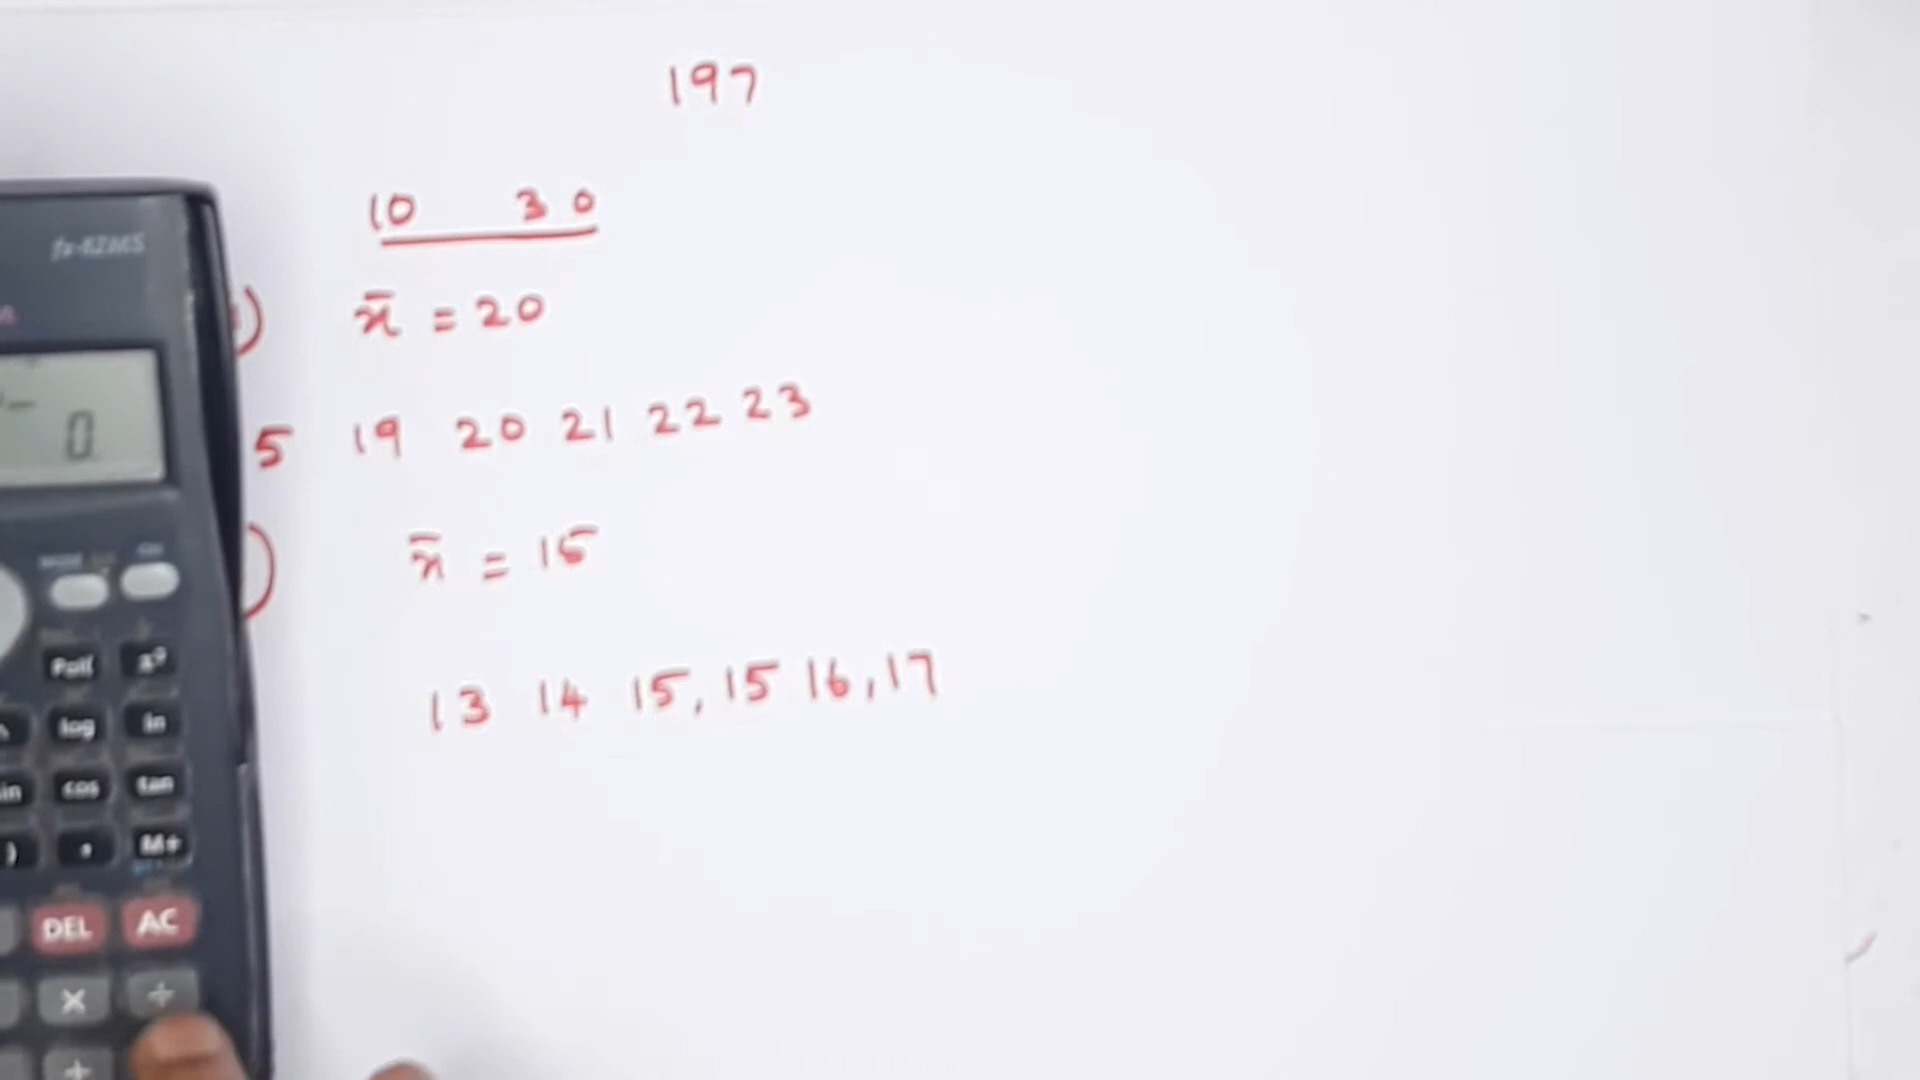 197
10 30
fx-82MS
) x̄ = 20
0
5 19 20 21 22 23
) x̄ = 15
Pol( x³
13 14 15, 15 16, 17
log ln
cos tan
) , M+
DEL AC
× ÷
+